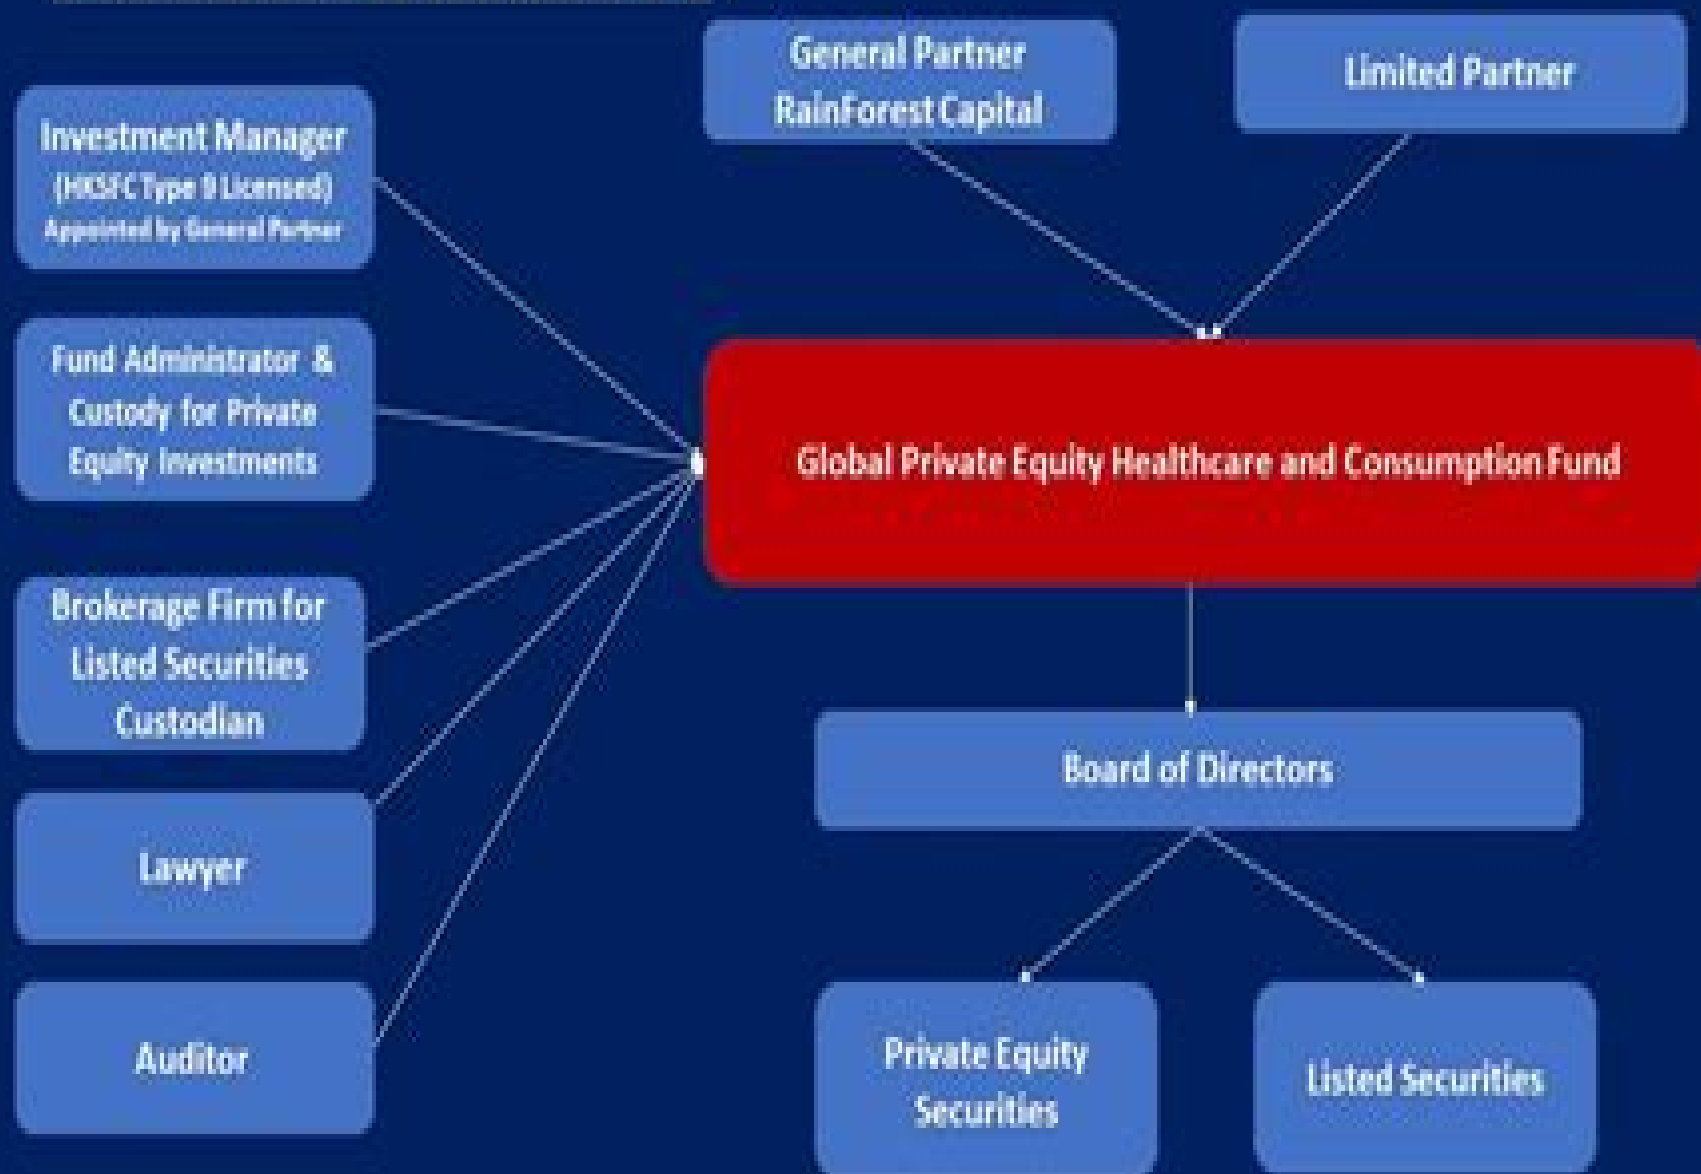 General Partner
RainForest Capital
Limited Partner
Investment Manager
(HKSFC Type 9 Licensed)
Appointed by General Partner
Fund Administrator &
Custody for Private
Equity Investments
Global Private Equity Healthcare and Consumption Fund
Brokerage Firm for
Listed Securities
Custodian
Board of Directors
Lawyer
Auditor
Private Equity
Securities
Listed Securities